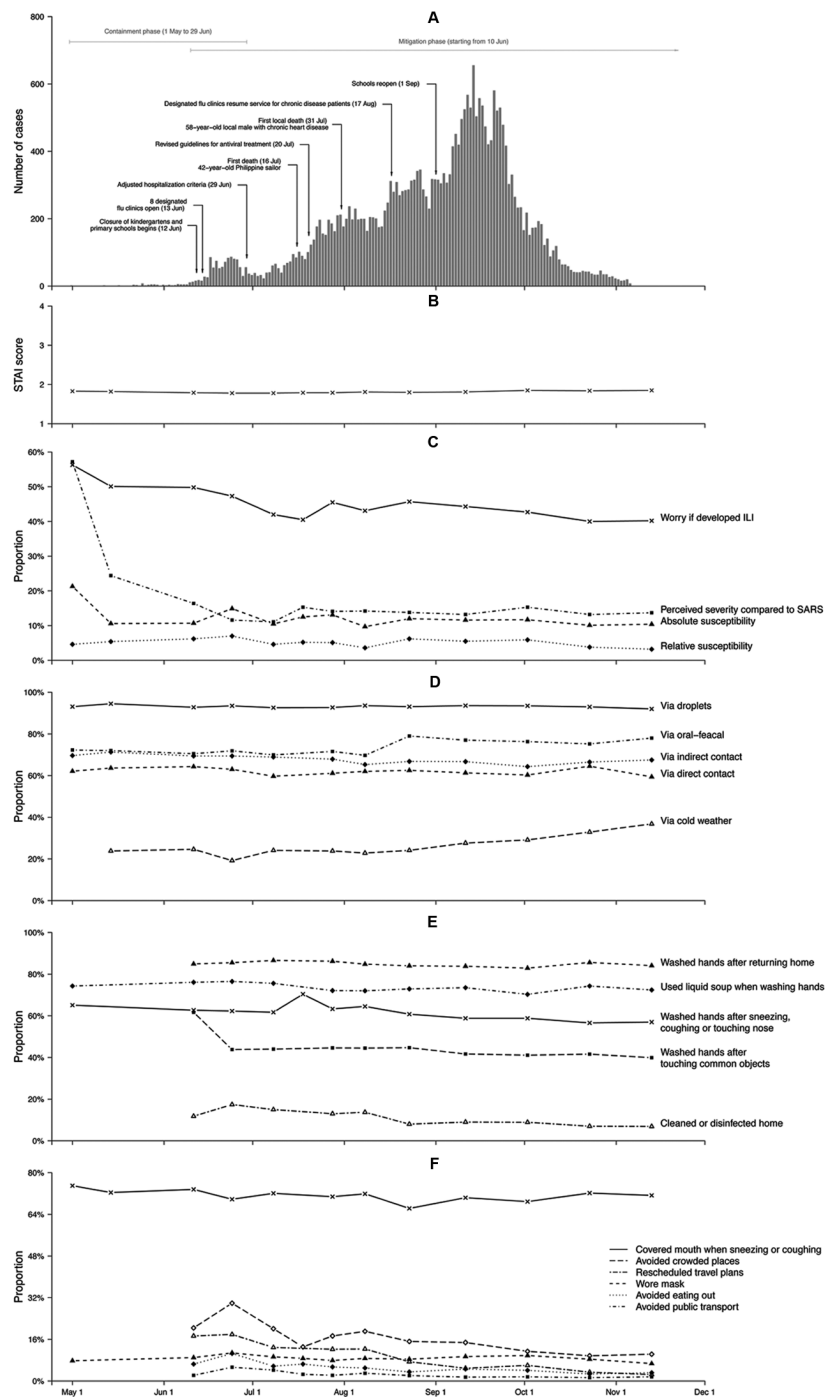 A
800
600
400
200
0
Number of cases
Containment phase (1 May to 29 Jun)
Mitigation phase (starting from 10 Jun)
Schools reopen (1 Sep)
Designated flu clinics resume service for chronic disease patients (17 Aug)
First local death (31 Jul)
58-year-old local male with chronic heart disease
Revised guidelines for antiviral treatment (20 Jul)
First death (16 Jul)
42-year-old Philippine sailor
Adjusted hospitalization criteria (29 Jun)
8 designated
flu clinics open (13 Jun)
Closure of kindergartens and
primary schools begins (12 Jun)
B
4
3
2
1
STAI score
C
60%
50%
40%
30%
20%
10%
0%
Proportion
Worry if developed ILI
Perceived severity compared to SARS
Absolute susceptibility
Relative susceptibility
D
100%
80%
60%
40%
20%
0%
Proportion
Via droplets
Via oral-feacal
Via indirect contact
Via direct contact
Via cold weather
E
100%
80%
60%
40%
20%
0%
Proportion
Washed hands after returning home
Used liquid soup when washing hands
Washed hands after sneezing,
coughing or touching nose
Washed hands after
touching common objects
Cleaned or disinfected home
F
80%
64%
48%
32%
16%
0%
Proportion
Covered mouth when sneezing or coughing
Avoided crowded places
Rescheduled travel plans
Wore mask
Avoided eating out
Avoided public transport
May 1
Jun 1
Jul 1
Aug 1
Sep 1
Oct 1
Nov 1
Dec 1